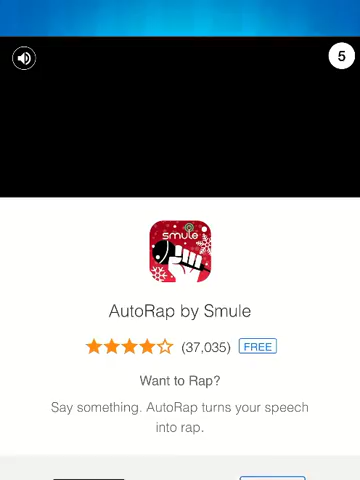 5
smule
AutoRap by Smule
(37,035) FREE
Want to Rap?
Say something. AutoRap turns your speech
into rap.